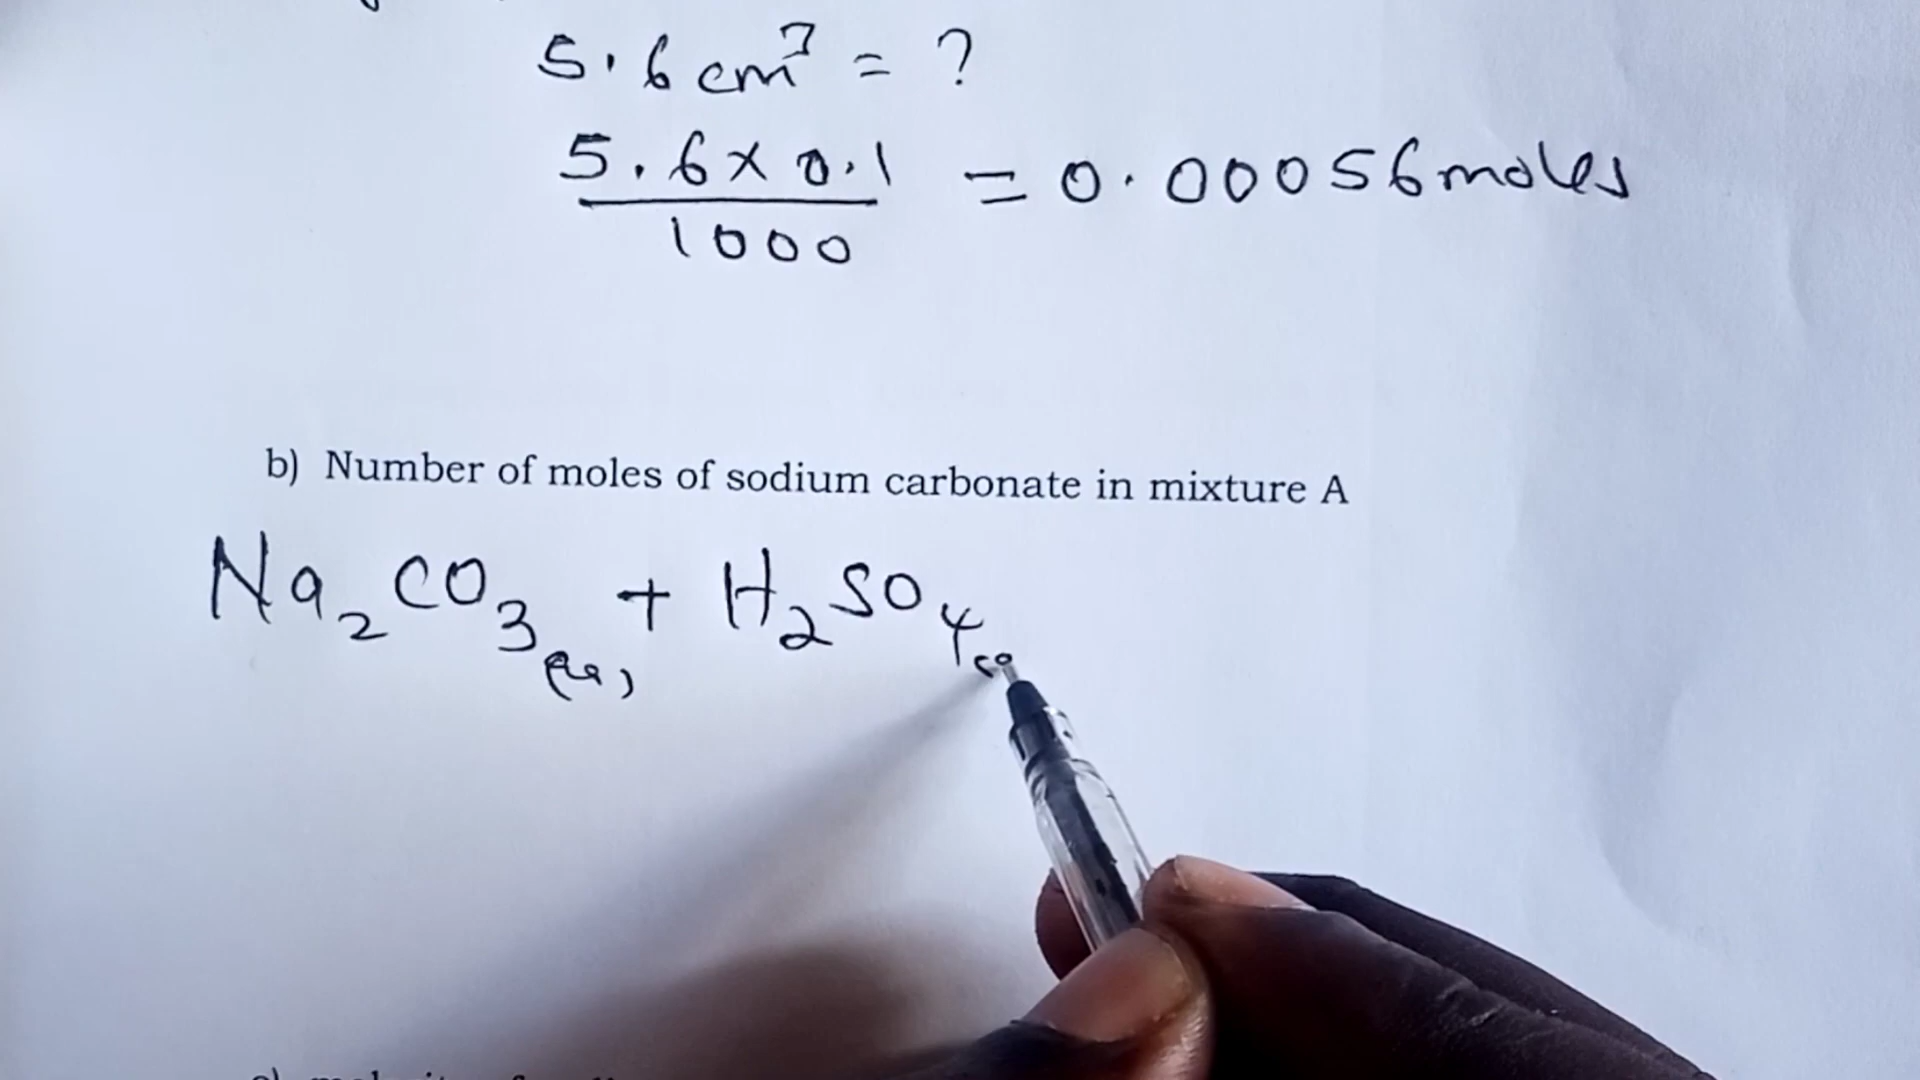 5.6 cm³ = ?
5.6 x 0.1
1000
= 0.00056 moles
b) Number of moles of sodium carbonate in mixture A
Na₂CO₃(aq) + H₂SO₄(a